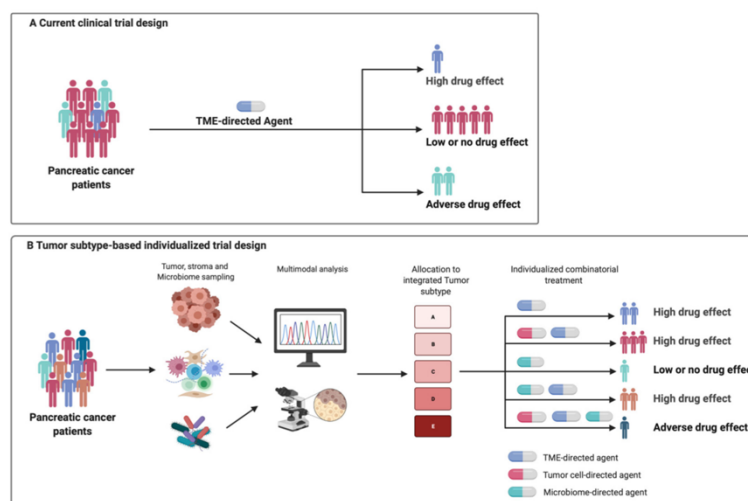 A Current clinical trial design
High drug effect
TME-directed Agent
Low or no drug effect
Pancreatic cancer
patients
Adverse drug effect
B Tumor subtype-based individualized trial design
Tumor, stroma and
Microbiome sampling
Multimodal analysis
Allocation to
integrated Tumor
subtype
Individualized combinatorial
treatment
A
B
C
D
E
High drug effect
High drug effect
Low or no drug effect
High drug effect
Adverse drug effect
Pancreatic cancer
patients
TME-directed agent
Tumor cell-directed agent
Microbiome-directed agent